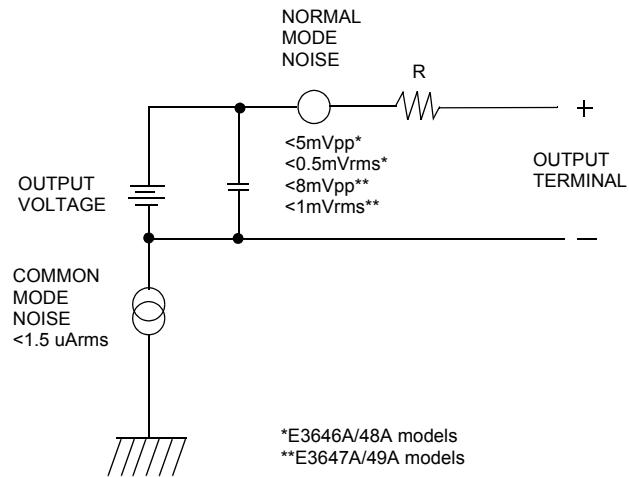 NORMAL
MODE
NOISE
R
+
<5mVpp*
<0.5mVrms*
<8mVpp**
<1mVrms**
OUTPUT
TERMINAL
OUTPUT
VOLTAGE
—
COMMON
MODE
NOISE
<1.5 uArms
*E3646A/48A models
**E3647A/49A models